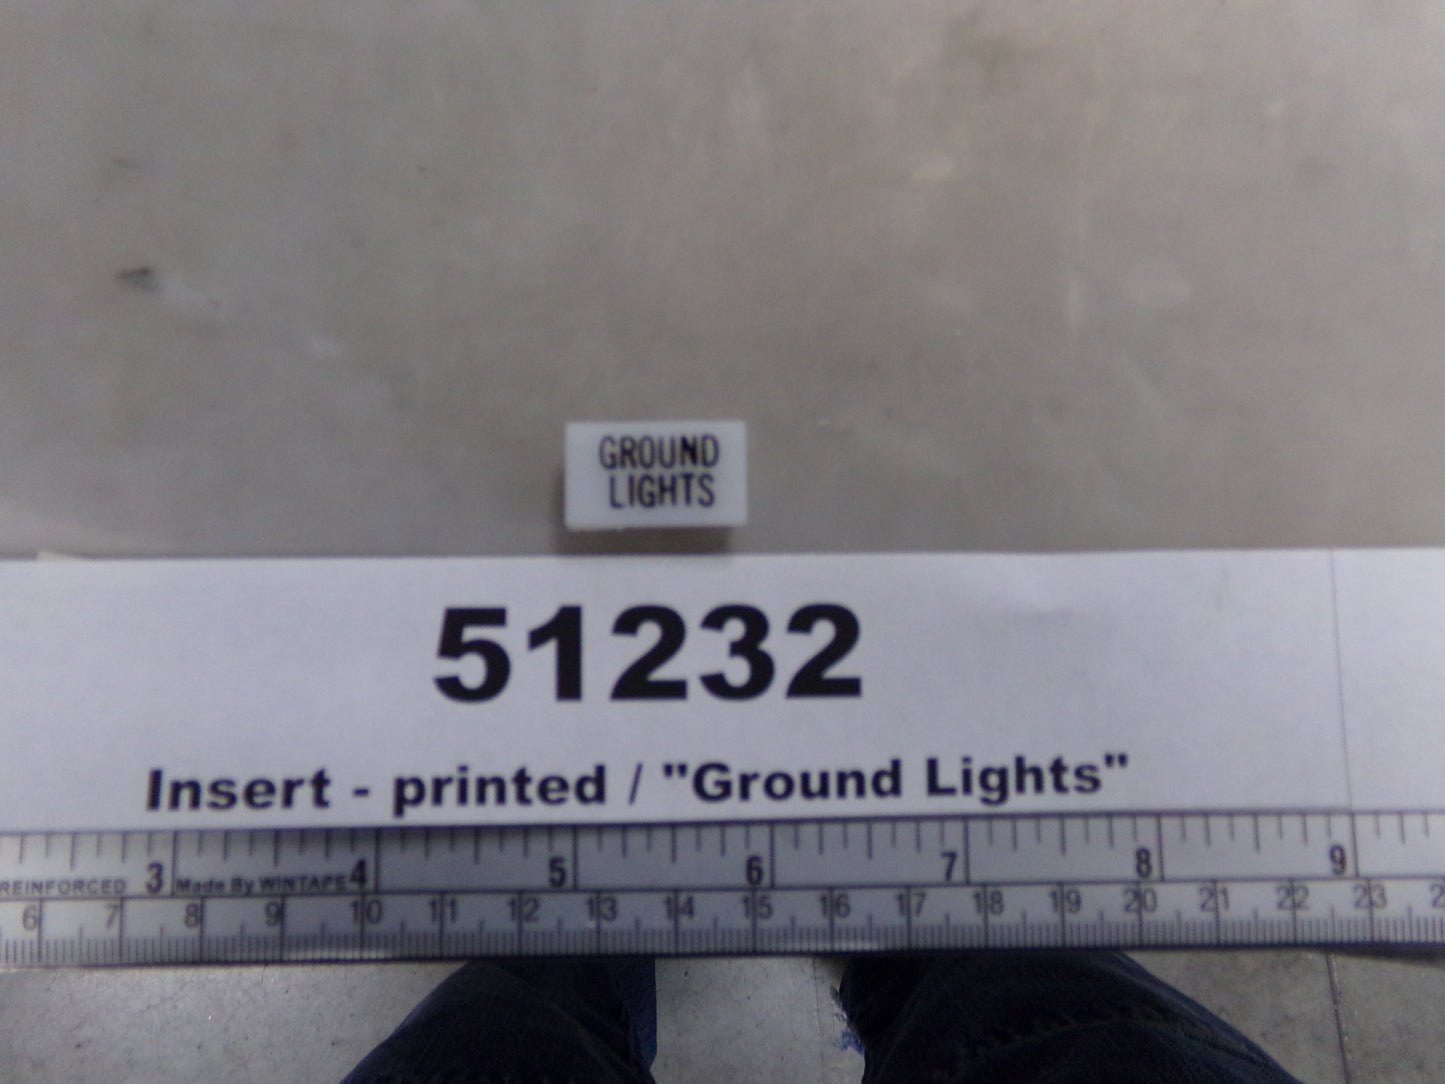 GROUND
LIGHTS
51232
Insert - printed / "Ground Lights"
3 4 5 6 7 8 9
REINFORCED Made By WINTAPE
6 7 8 9 10 11 12 13 14 15 16 17 18 19 20 21 22 23